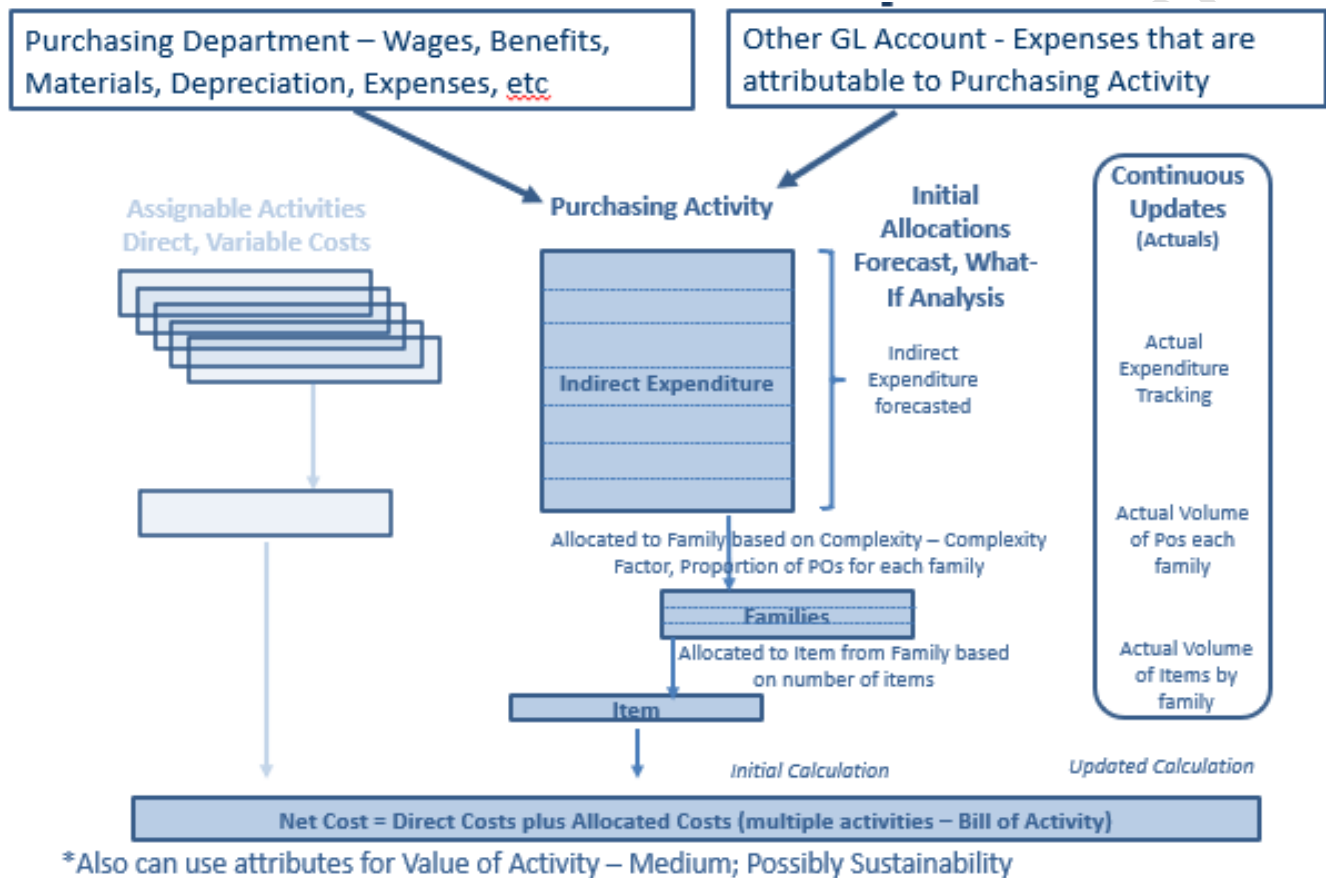 Purchasing Department – Wages, Benefits,
Materials, Depreciation, Expenses, etc
Other GL Account - Expenses that are
attributable to Purchasing Activity
Assignable Activities
Direct, Variable Costs
Purchasing Activity
Initial
Allocations
Forecast, What-
If Analysis
Continuous
Updates
(Actuals)
Indirect Expenditure
Indirect
Expenditure
forecasted
Actual
Expenditure
Tracking
Allocated to Family based on Complexity – Complexity
Factor, Proportion of POs for each family
Actual Volume
of Pos each
family
Families
Allocated to Item from Family based
on number of items
Actual Volume
of Items by
family
Item
Initial Calculation
Updated Calculation
Net Cost = Direct Costs plus Allocated Costs (multiple activities – Bill of Activity)
*Also can use attributes for Value of Activity – Medium; Possibly Sustainability